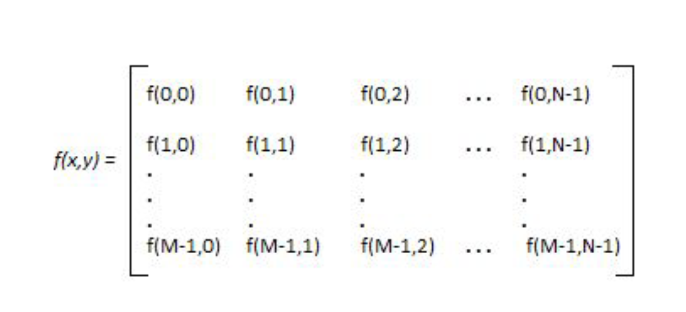 f(0,0) f(0,1) f(0,2) ... f(0,N-1)
f(x,y) = f(1,0) f(1,1) f(1,2) ... f(1,N-1)
. . . .
. . . .
. . . .
f(M-1,0) f(M-1,1) f(M-1,2) ... f(M-1,N-1)